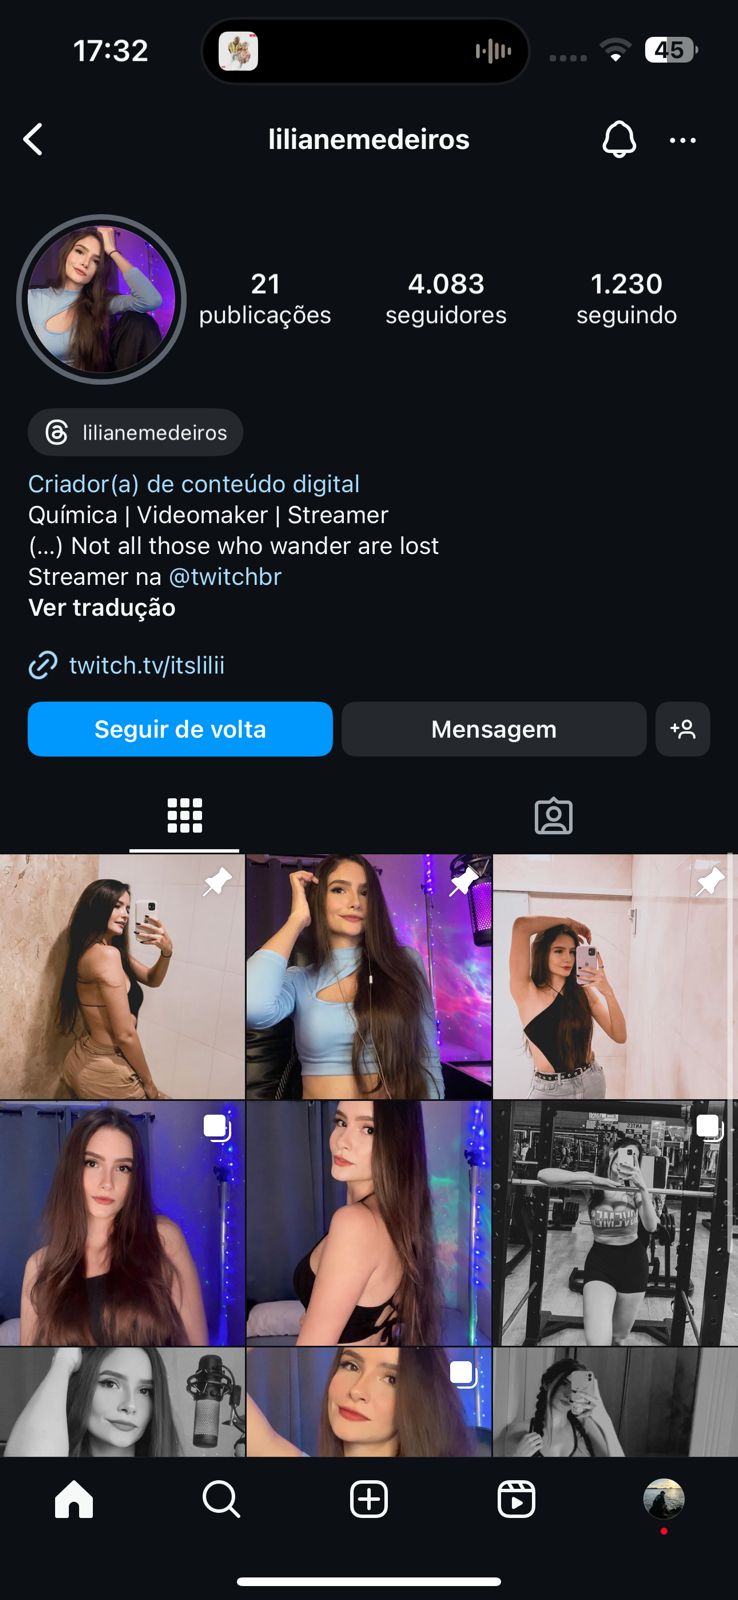 17:32
45
lilianemedeiros
21
publicações
4.083
seguidores
1.230
seguindo
lilianemedeiros
Criador(a) de conteúdo digital
Química | Videomaker | Streamer
(...) Not all those who wander are lost
Streamer na @twitchbr
Ver tradução
twitch.tv/itslilii
Seguir de volta
Mensagem